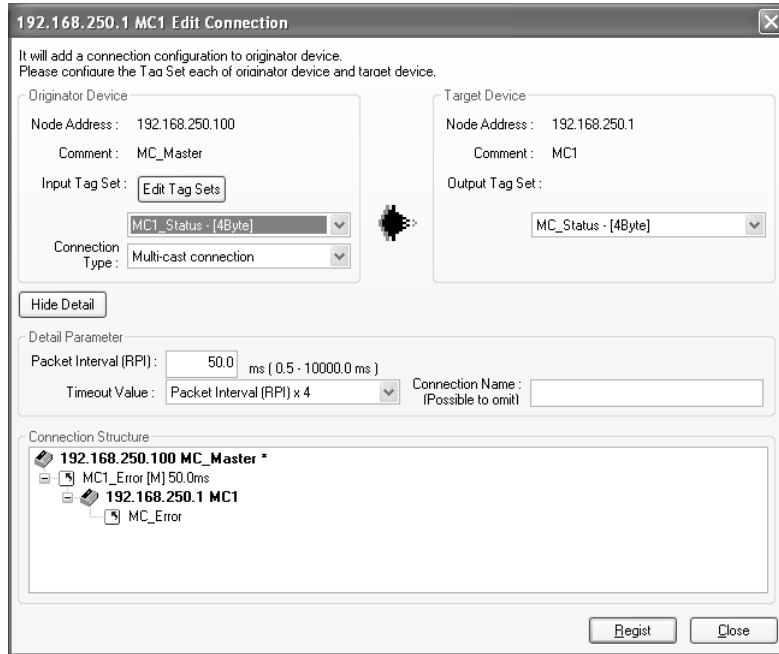 192.168.250.1 MC1 Edit Connection
It will add a connection configuration to originator device.
Please configure the Tag Set each of originator device and target device.
Originator Device
Node Address : 192.168.250.100
Comment : MC_Master
Input Tag Set : Edit Tag Sets
MC1_Status - [4Byte]
Connection
Type : Multi-cast connection
Target Device
Node Address : 192.168.250.1
Comment : MC1
Output Tag Set :
MC_Status - [4Byte]
Hide Detail
Detail Parameter
Packet Interval (RPI) : 50.0 ms ( 0.5 - 10000.0 ms )
Timeout Value : Packet Interval (RPI) x 4
Connection Name :
(Possible to omit)
Connection Structure
192.168.250.100 MC_Master *
MC1_Error [M] 50.0ms
192.168.250.1 MC1
MC_Error
Regist Close